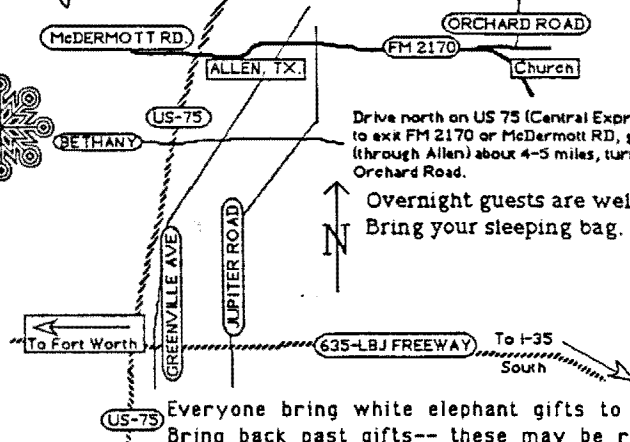 ORCHARD ROAD
McDERMOTT RD.
FM 2170
ALLEN, TX.
Church
US-75
Drive north on US 75 (Central Expr
to exit FM 2170 or McDermott RD, g
(through Allen) about 4-5 miles, turn
Orchard Road.
BETHANY
Overnight guests are wel
Bring your sleeping bag.
N
JUPITER ROAD
GREENVILLE AVE
To Fort Worth
635-LBJ FREEWAY
To I-35
South
US-75
Everyone bring white elephant gifts to
Bring back past gifts-- these may be r